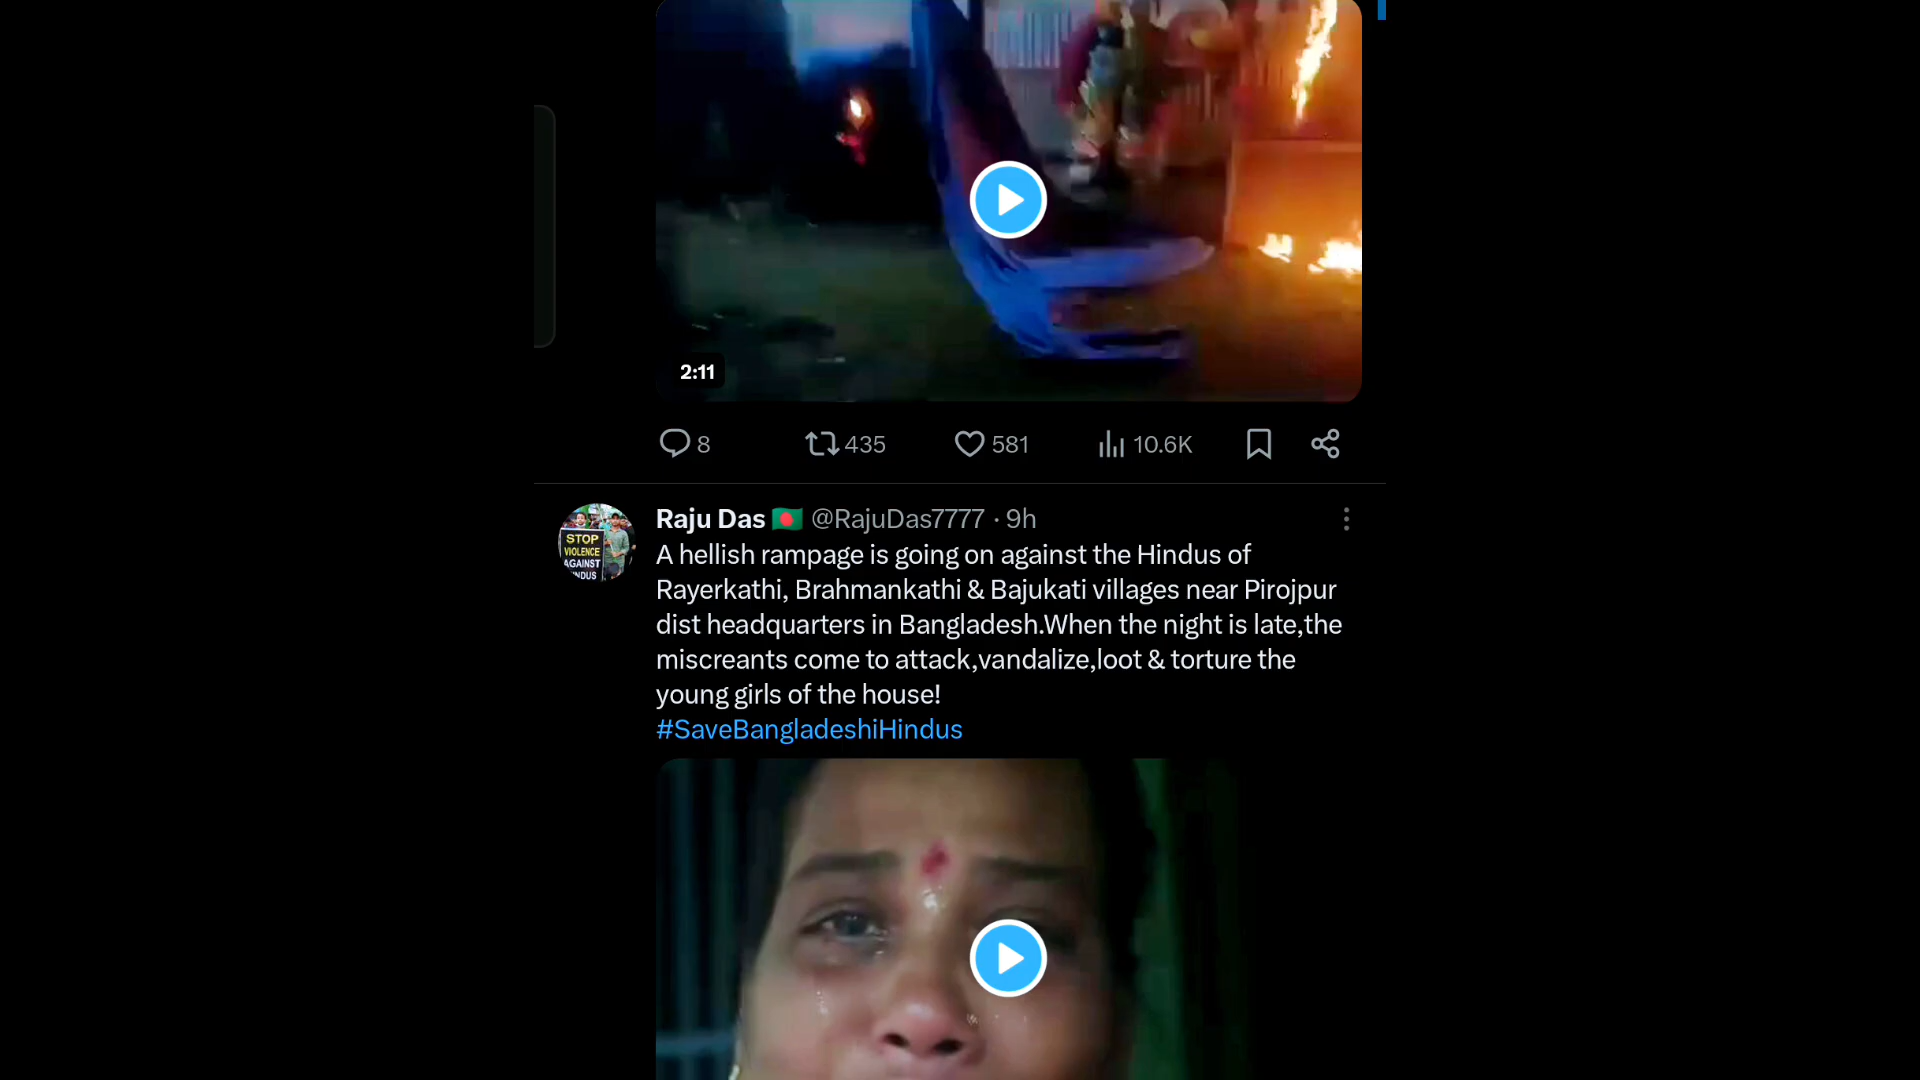 2:11
8 435 581 10.6K
Raju Das @RajuDas7777 · 9h
STOP
VIOLENCE
AGAINST
A hellish rampage is going on against the Hindus of
Rayerkathi, Brahmankathi & Bajukati villages near Pirojpur
dist headquarters in Bangladesh.When the night is late,the
miscreants come to attack,vandalize,loot & torture the
young girls of the house!
#SaveBangladeshiHindus